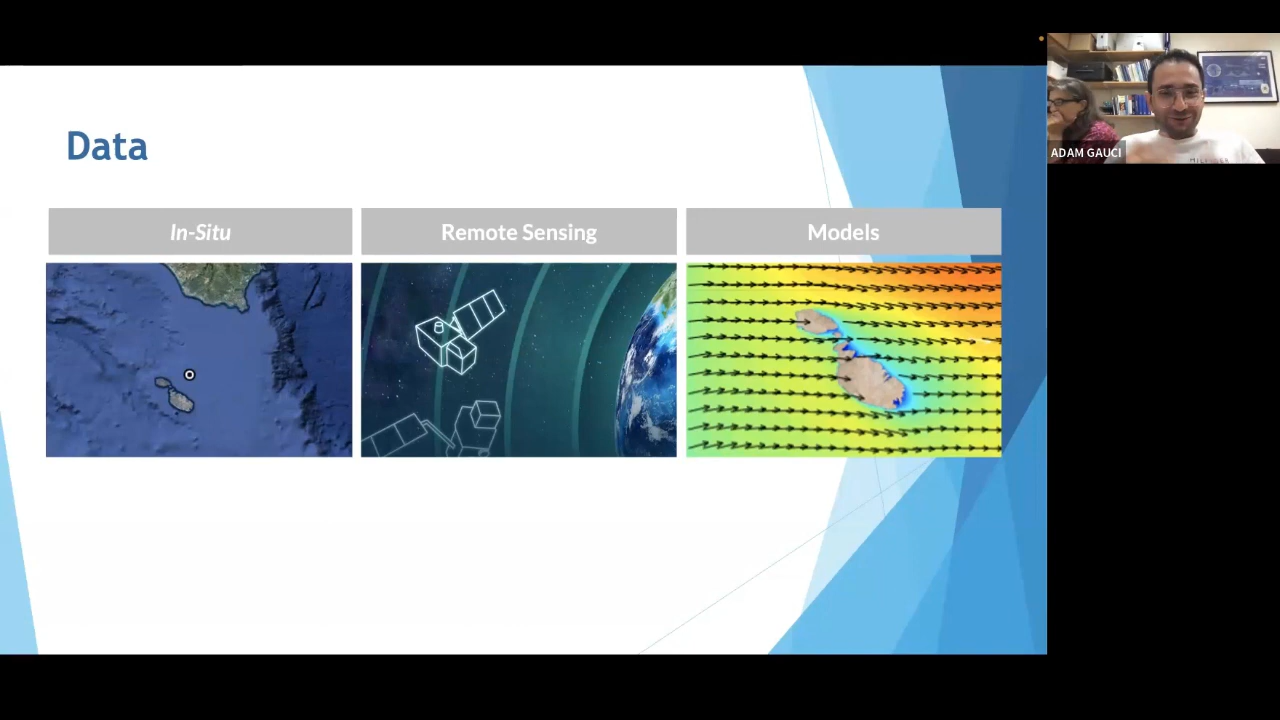 Data
In-Situ
Remote Sensing
Models
ADAM GAUCI